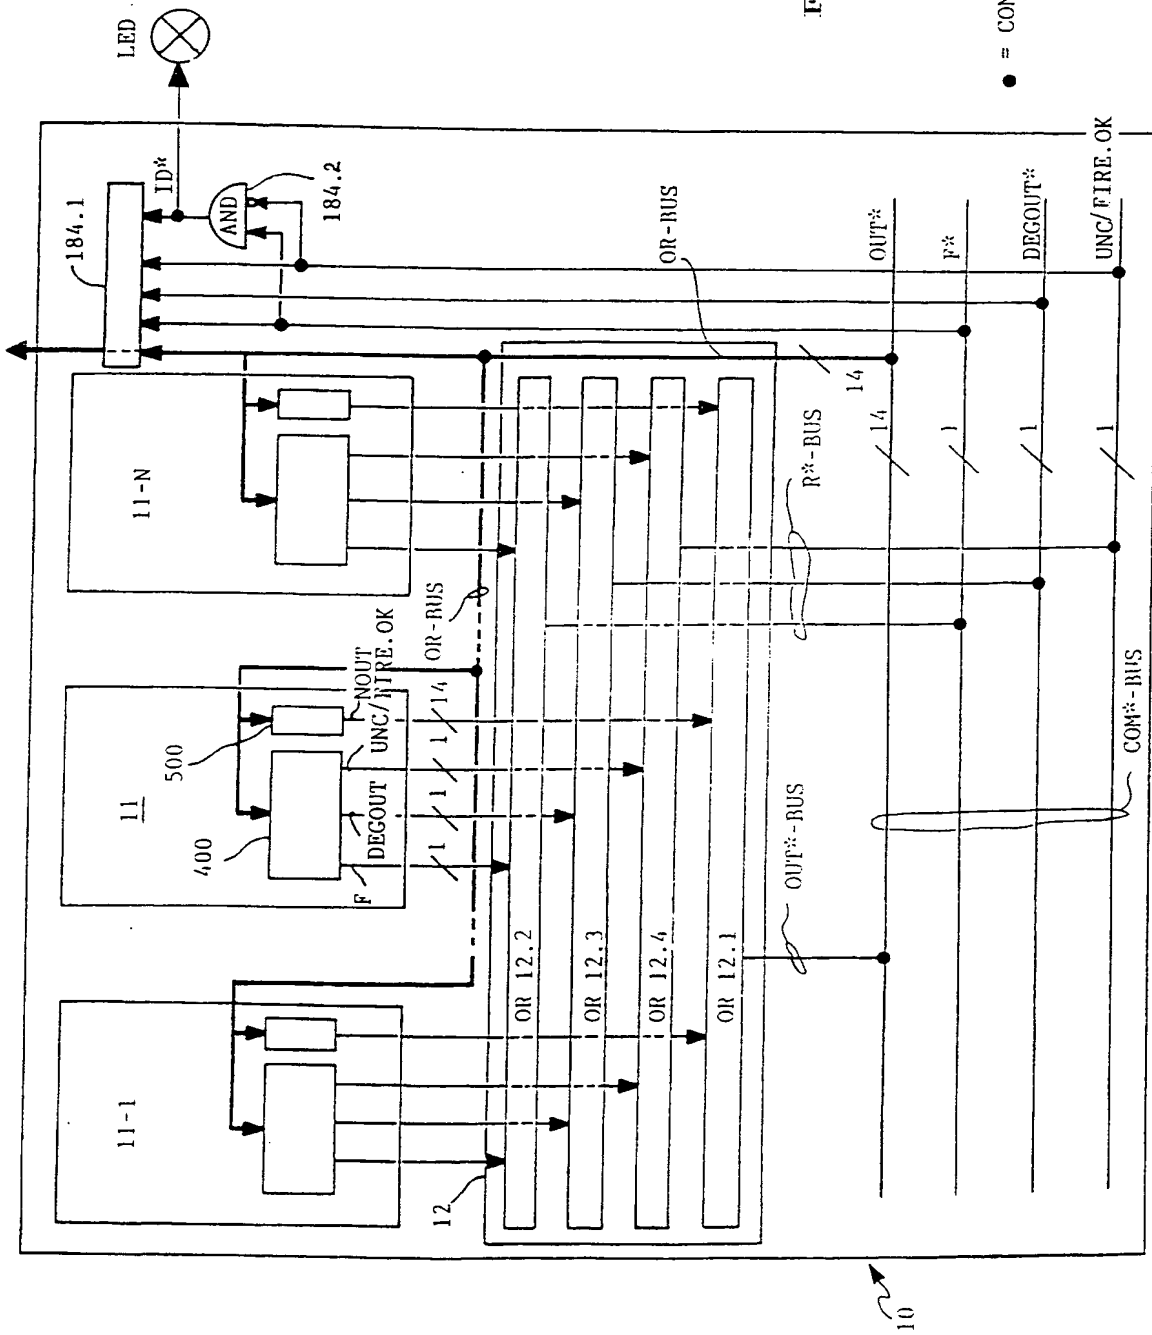 LED
184.1
ID*
AND
184.2
11-N
OR-BUS
OUT*
F*
DEGOUT*
UNC/FIRE.OK
14
14
1
1
1
R*-BUS
OR-BUS
11
500
400
NOUT
UNC/FIRE.OK
DEGOUT
F
14
1
1
1
COM*-BUS
OUT*-BUS
OR 12.2
OR 12.3
OR 12.4
OR 12.1
11-1
12
10
= CON